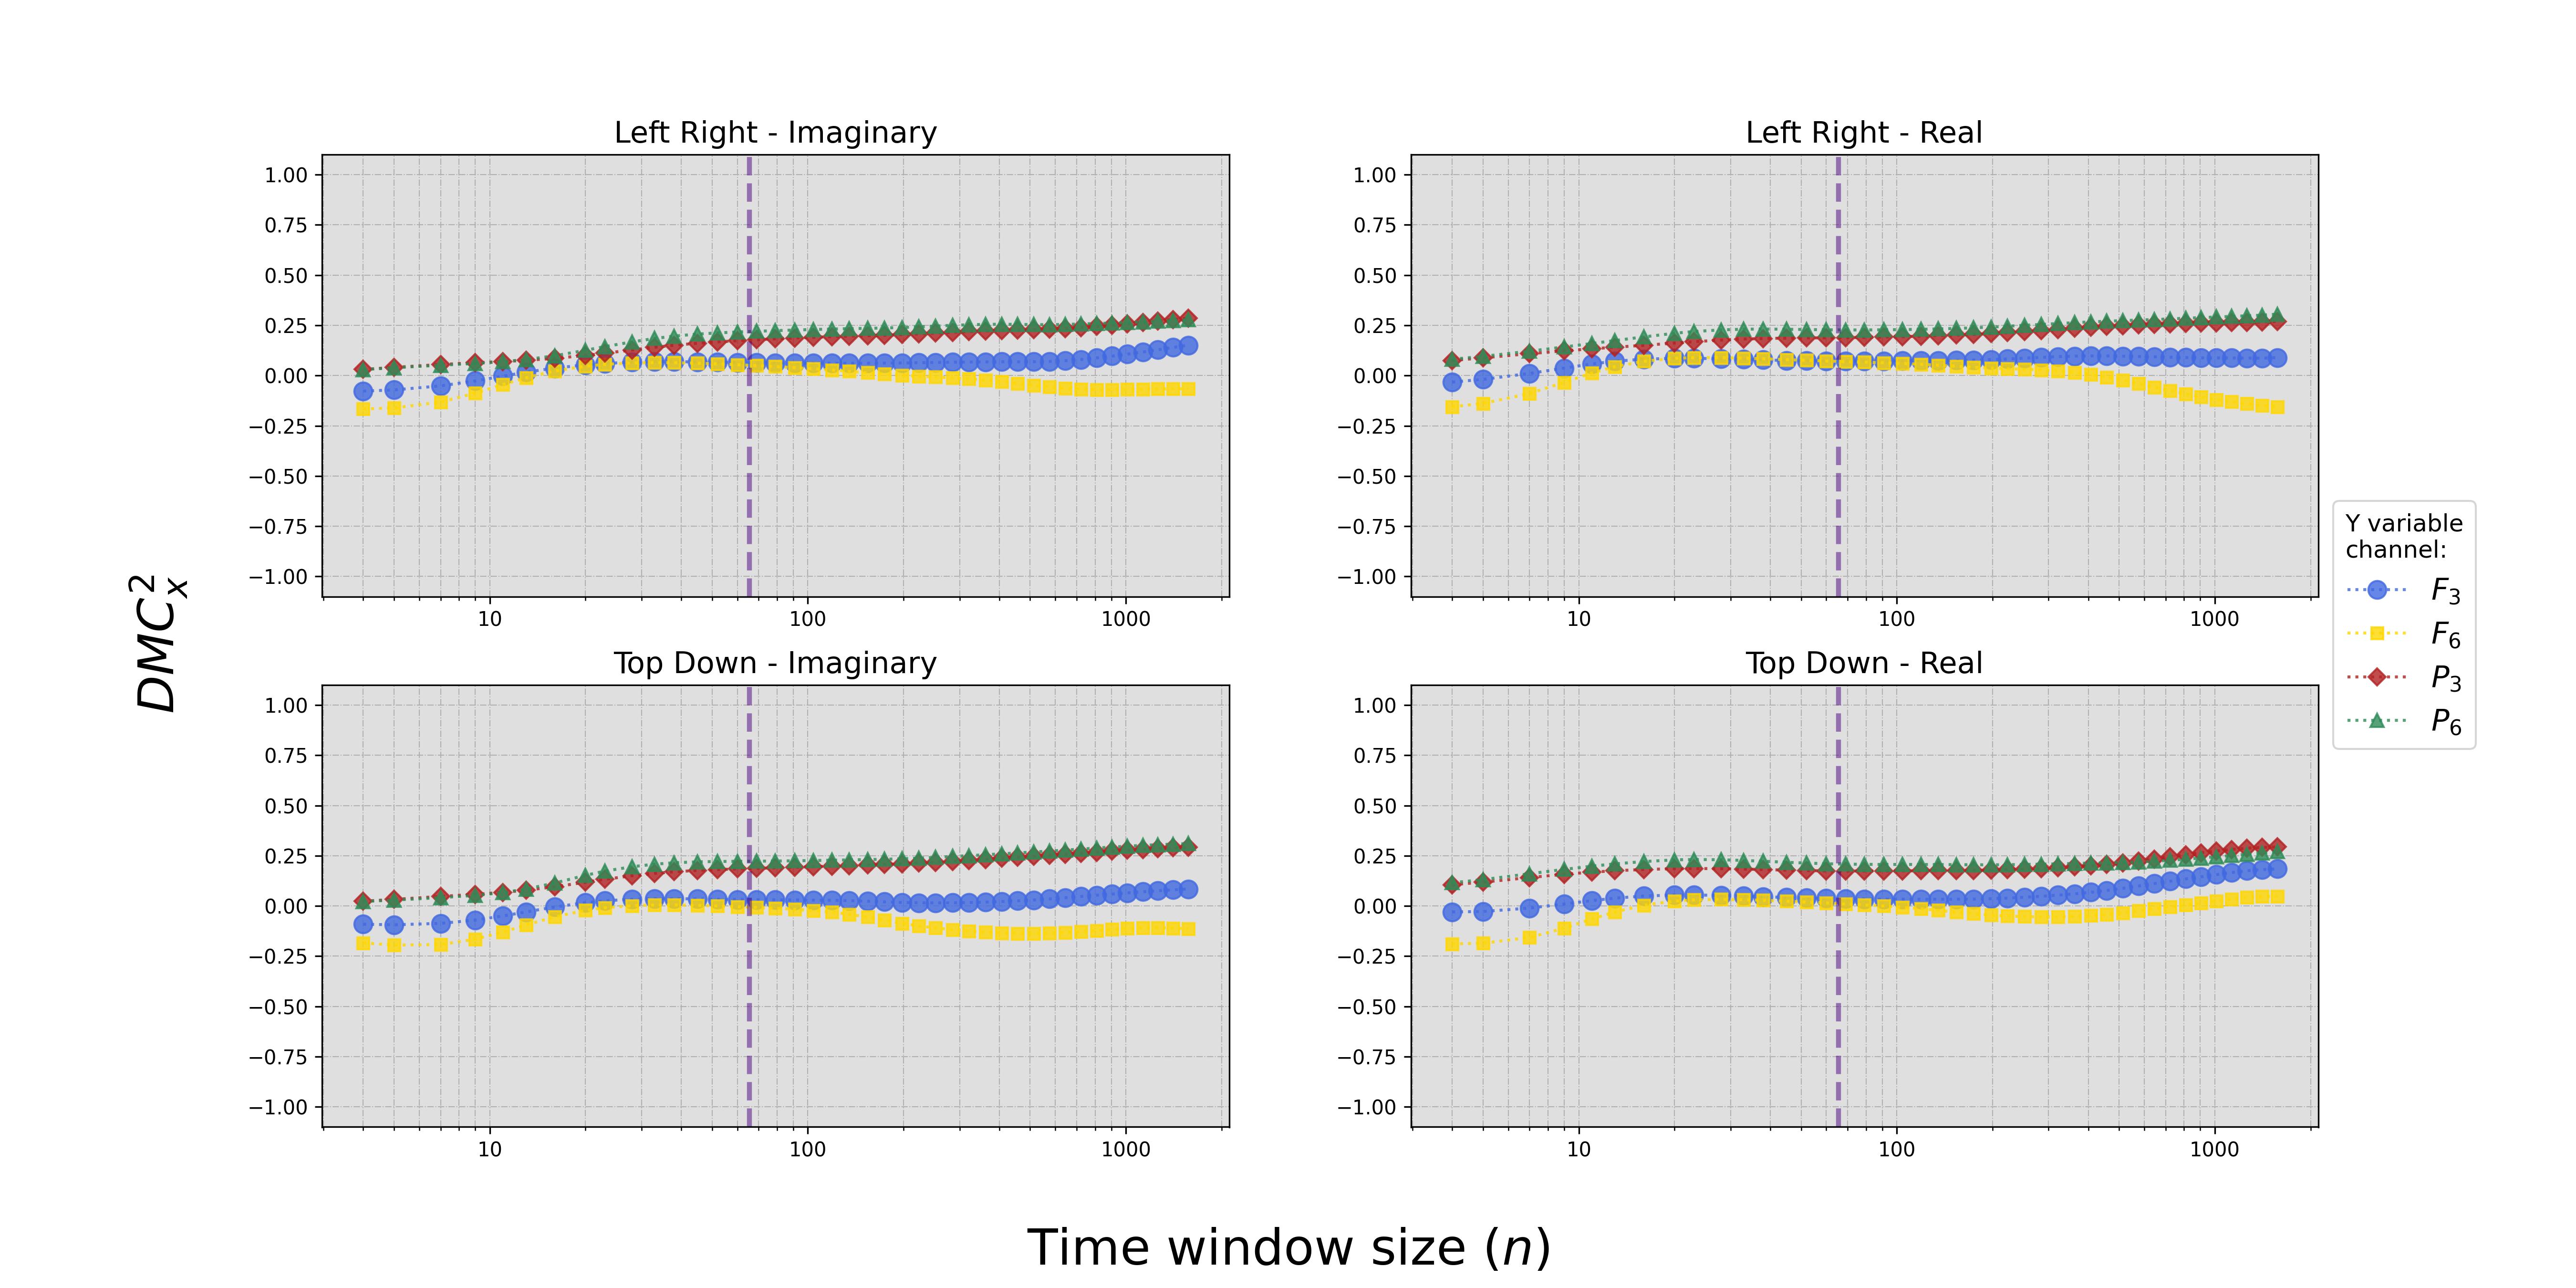 Left Right - Imaginary
1.00
0.75
0.50
0.25
0.00
−0.25
−0.50
−0.75
−1.00
10 100 1000
Left Right - Real
1.00
0.75
0.50
0.25
0.00
−0.25
−0.50
−0.75
−1.00
10 100 1000
Top Down - Imaginary
1.00
0.75
0.50
0.25
0.00
−0.25
−0.50
−0.75
−1.00
10 100 1000
Top Down - Real
1.00
0.75
0.50
0.25
0.00
−0.25
−0.50
−0.75
−1.00
10 100 1000
Y variable
channel:
F₃
F₆
P₃
P₆
DMC²ₓ
Time window size (n)